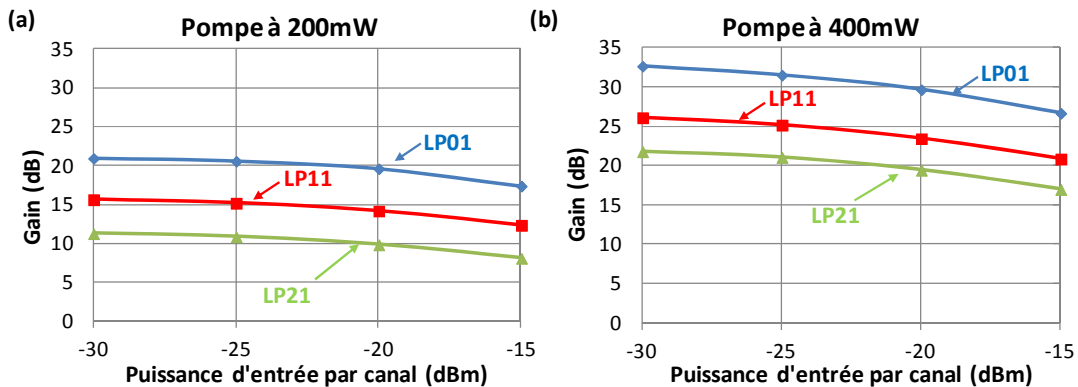 (a)
Pompe à 200mW
Gain (dB)
35
30
25
20
15
10
5
0
LP01
LP11
LP21
-30 -25 -20 -15
Puissance d'entrée par canal (dBm)
(b)
Pompe à 400mW
Gain (dB)
35
30
25
20
15
10
5
0
LP01
LP11
LP21
-30 -25 -20 -15
Puissance d'entrée par canal (dBm)